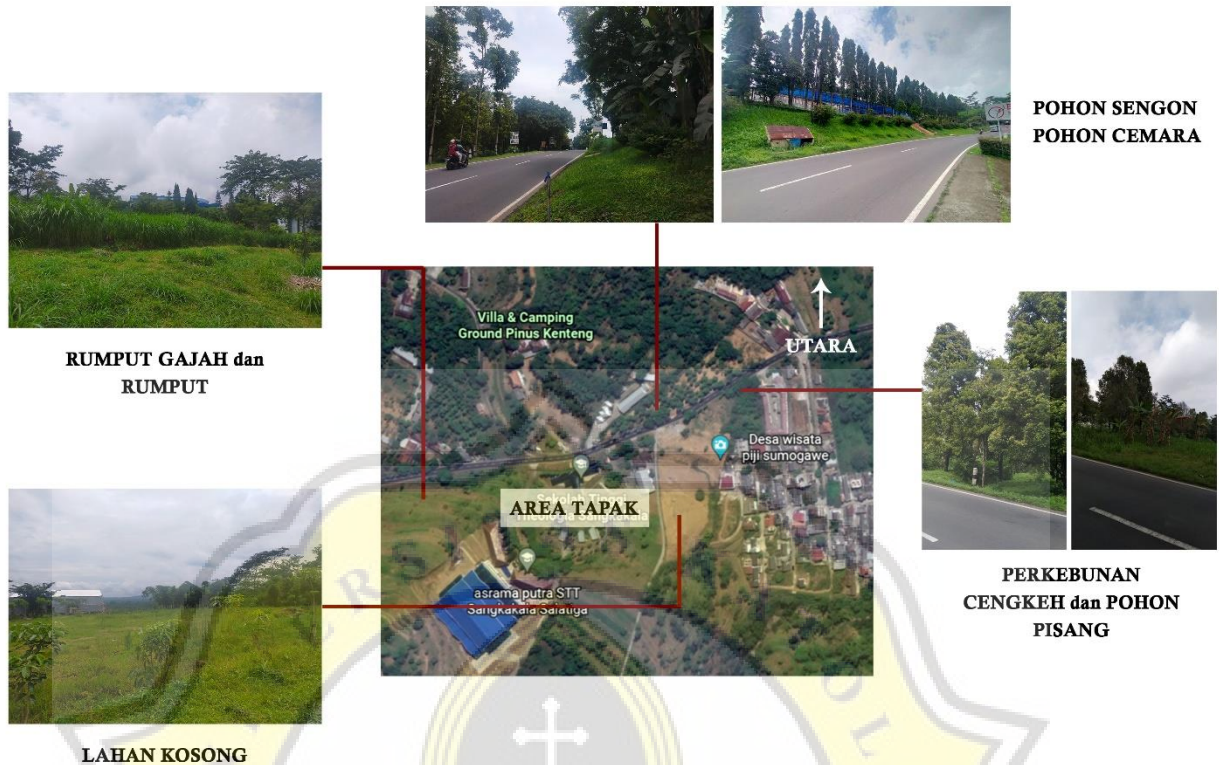 POHON SENGON
POHON CEMARA
RUMPUT GAJAH dan
RUMPUT
Villa & Camping
Ground Pinus Kenteng
UTARA
Desa wisata
piji sumogawe
Sekolah Tinggi
Theologia Sangkakala
AREA TAPAK
asrama putra STT
Sangkakala Salatiga
PERKEBUNAN
CENGKEH dan POHON
PISANG
LAHAN KOSONG